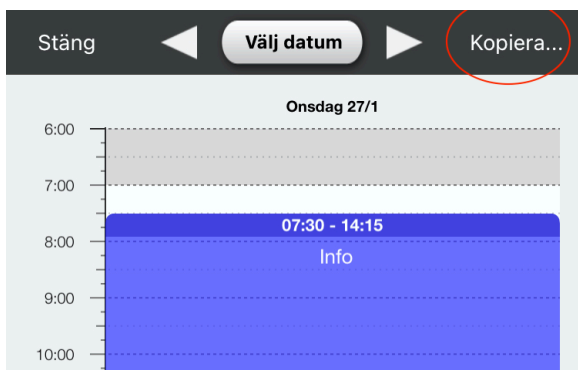 Stäng Välj datum Kopiera...
Onsdag 27/1
6:00
7:00
07:30 - 14:15
8:00
Info
9:00
10:00